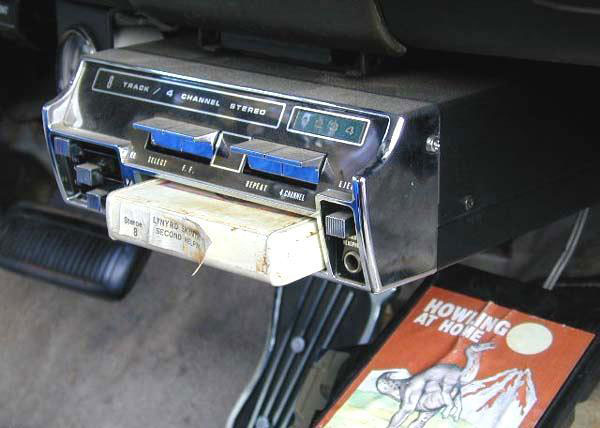 8 TRACK / 4 CHANNEL STEREO
1 2 3 4
SELECT F.F. REPEAT 4 CHANNEL
Stereo
8
LYNYRD SKYN
SECOND HELPIN
HOWLING
AT HOME